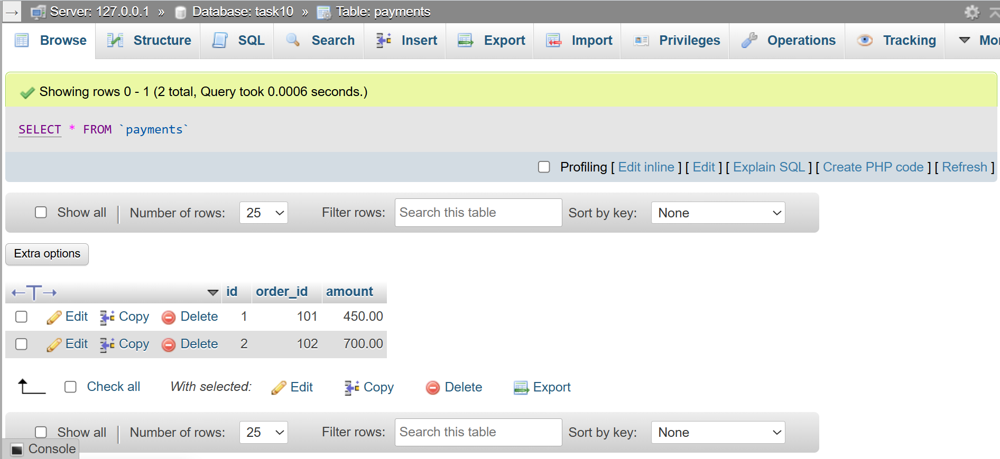 → Server: 127.0.0.1 » Database: task10 » Table: payments
Browse Structure SQL Search Insert Export Import Privileges Operations Tracking Mor
Showing rows 0 - 1 (2 total, Query took 0.0006 seconds.)
SELECT * FROM `payments`
Profiling [ Edit inline ] [ Edit ] [ Explain SQL ] [ Create PHP code ] [ Refresh ]
Show all | Number of rows: 25 Filter rows: Search this table Sort by key: None
Extra options
←T→ id order_id amount
Edit Copy Delete 1 101 450.00
Edit Copy Delete 2 102 700.00
Check all With selected: Edit Copy Delete Export
Show all | Number of rows: 25 Filter rows: Search this table Sort by key: None
Console